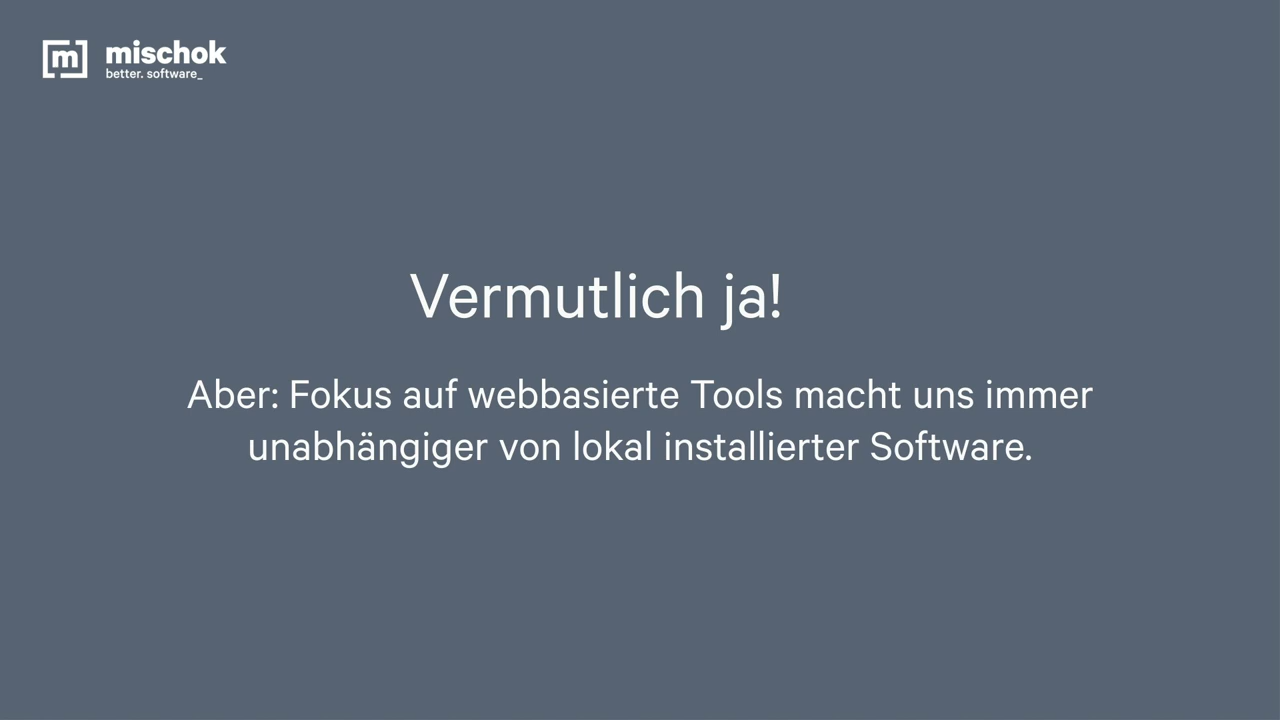 [m] mischok
better. software_
Vermutlich ja!
Aber: Fokus auf webbasierte Tools macht uns immer
unabhängiger von lokal installierter Software.